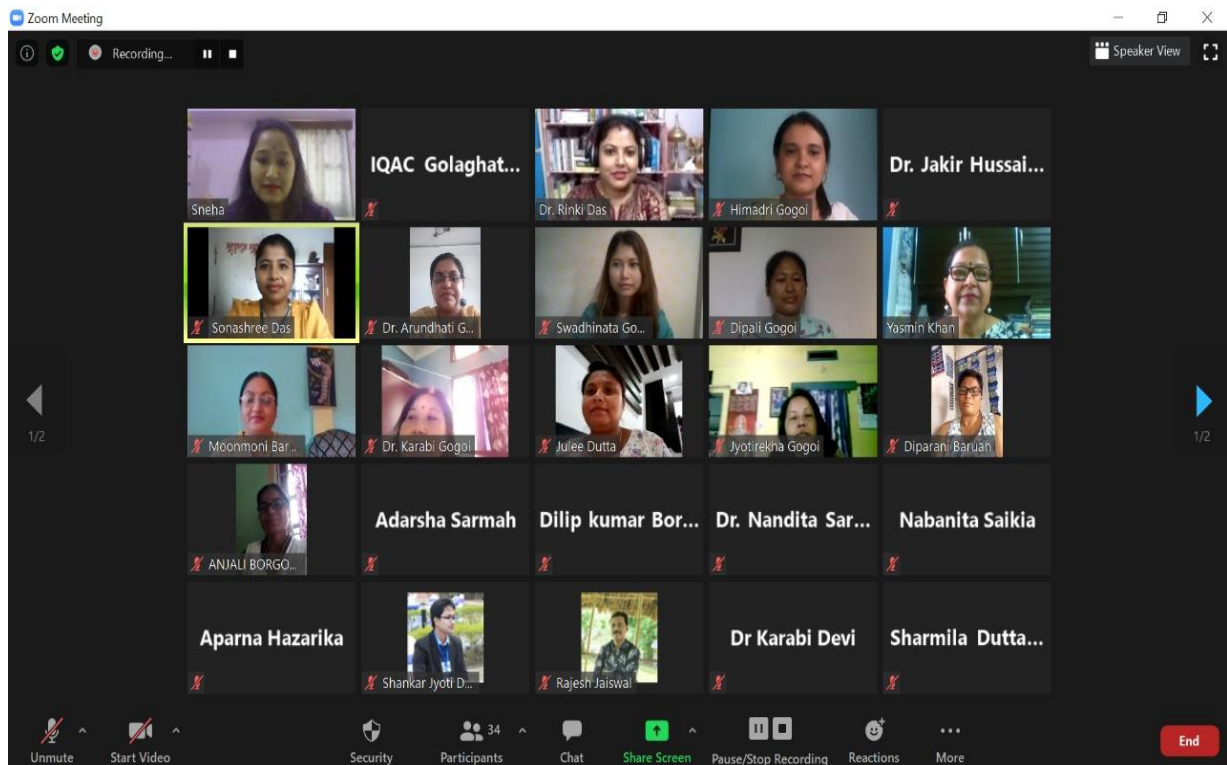 Zoom Meeting
Recording...
Speaker View
Sneha
IQAC Golaghat...
Dr. Rinki Das
Himadri Gogoi
Dr. Jakir Hussai...
Sonashree Das
Dr. Arundhati G...
Swadhinata Go...
Dipali Gogoi
Yasmin Khan
Moonmoni Bar...
Dr. Karabi Gogoi
Julee Dutta
Jyotirekha Gogoi
Diparani Baruah
ANJALI BORGO...
Adarsha Sarmah
Dilip kumar Bor...
Dr. Nandita Sar...
Nabanita Saikia
Aparna Hazarika
Shankar Jyoti D...
Rajesh Jaiswal
Dr Karabi Devi
Sharmila Dutta...
1/2
1/2
Unmute
Start Video
Security
34
Participants
Chat
Share Screen
Pause/Stop Recording
Reactions
More
End